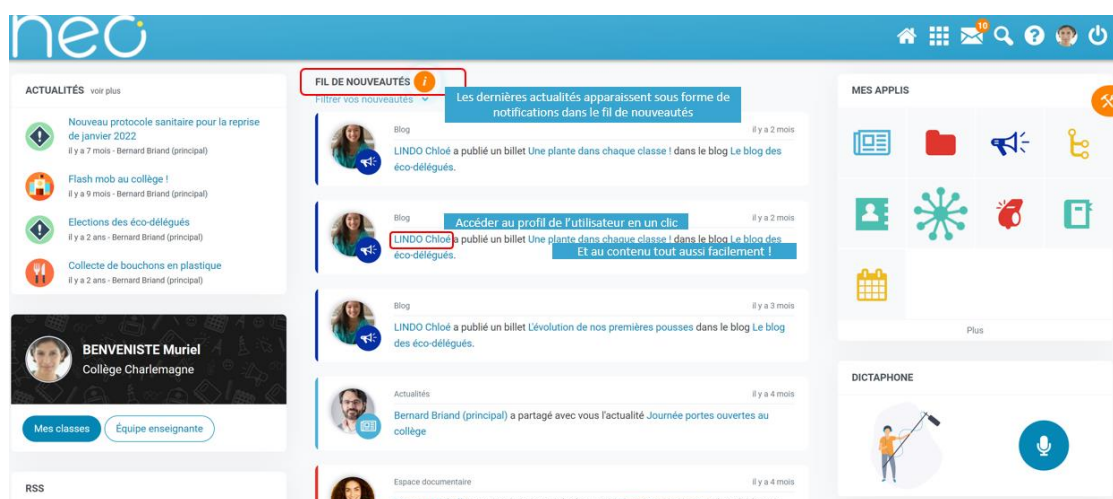 neo
10
ACTUALITÉS voir plus
Nouveau protocole sanitaire pour la reprise
de janvier 2022
il y a 7 mois - Bernard Briand (principal)
Flash mob au collège !
il y a 9 mois - Bernard Briand (principal)
Elections des éco-délégués
il y a 2 ans - Bernard Briand (principal)
Collecte de bouchons en plastique
il y a 2 ans - Bernard Briand (principal)
BENVENISTE Muriel
Collège Charlemagne
Mes classes
Équipe enseignante
RSS
FIL DE NOUVEAUTÉS i
Filtrer vos nouveautés
Les dernières actualités apparaissent sous forme de
notifications dans le fil de nouveautés
Blog
il y a 2 mois
LINDO Chloé a publié un billet Une plante dans chaque classe ! dans le blog Le blog des
éco-délégués.
Blog
il y a 2 mois
Accéder au profil de l'utilisateur en un clic
LINDO Chloé a publié un billet Une plante dans chaque classe ! dans le blog Le blog des
éco-délégués.
Et au contenu tout aussi facilement !
Blog
il y a 3 mois
LINDO Chloé a publié un billet L'évolution de nos premières pousses dans le blog Le blog
des éco-délégués.
Actualités
il y a 4 mois
Bernard Briand (principal) a partagé avec vous l'actualité Journée portes ouvertes au
collège
Espace documentaire
il y a 4 mois
MES APPLIS
Plus
DICTAPHONE